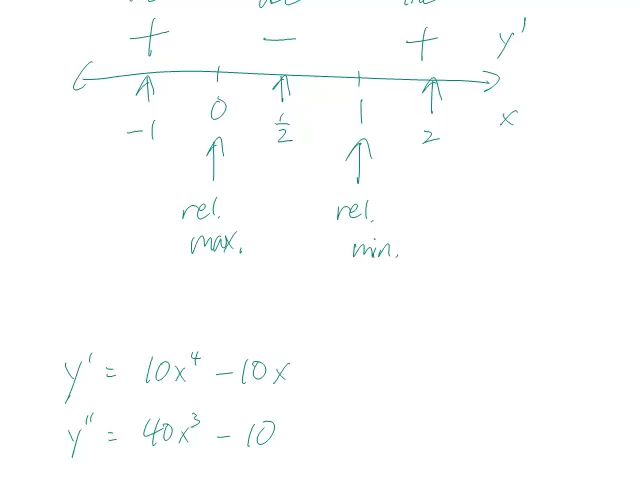 + − + y'
-1 0 1/2 1 2 x
rel. rel.
max. min.
y' = 10x⁴ - 10x
y" = 40x³ - 10